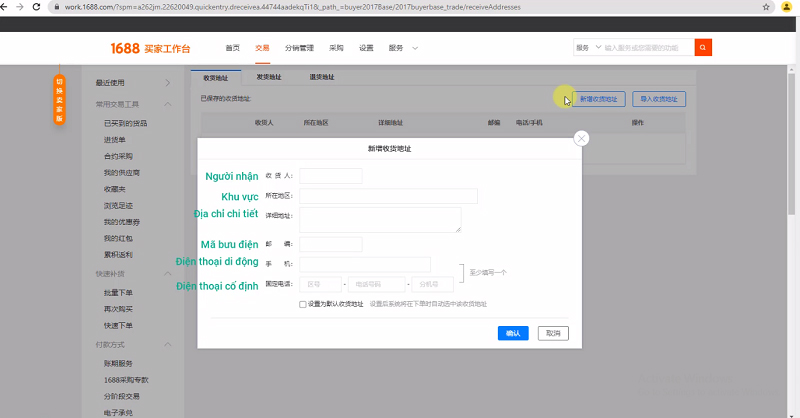 work.1688.com/?spm=a262jm.22620049.quickentry.dreceivea.44744aadekqTi1&_path_=buyer2017Base/2017buyerbase_trade/receiveAddresses
1688 买家工作台
首页 交易 分销管理 采购 设置 服务
服务 输入服务或您需要的功能
切换卖家版
最近使用
常用交易工具
已买到的货品
进货单
合约采购
我的供应商
收藏夹
浏览足迹
我的优惠券
我的红包
累积返利
快速补货
批量下单
再次购买
快速下单
付款方式
账期服务
1688采购专款
分阶段交易
电子承兑
收货地址 发货地址 退货地址
已保存的收货地址
新增收货地址 导入收货地址
收货人 所在地区 详细地址 邮编 电话/手机 操作
新增收货地址
Người nhận 收 货 人:
Khu vực 所在地区:
Địa chỉ chi tiết 详细地址:
Mã bưu điện 邮 编:
Điện thoại di động 手 机:
至少填写一个
Điện thoại cố định 固定电话: 区号 - 电话号码 - 分机号
设置为默认收货地址 设置后系统将在下单时自动选中该收货地址
确认 取消